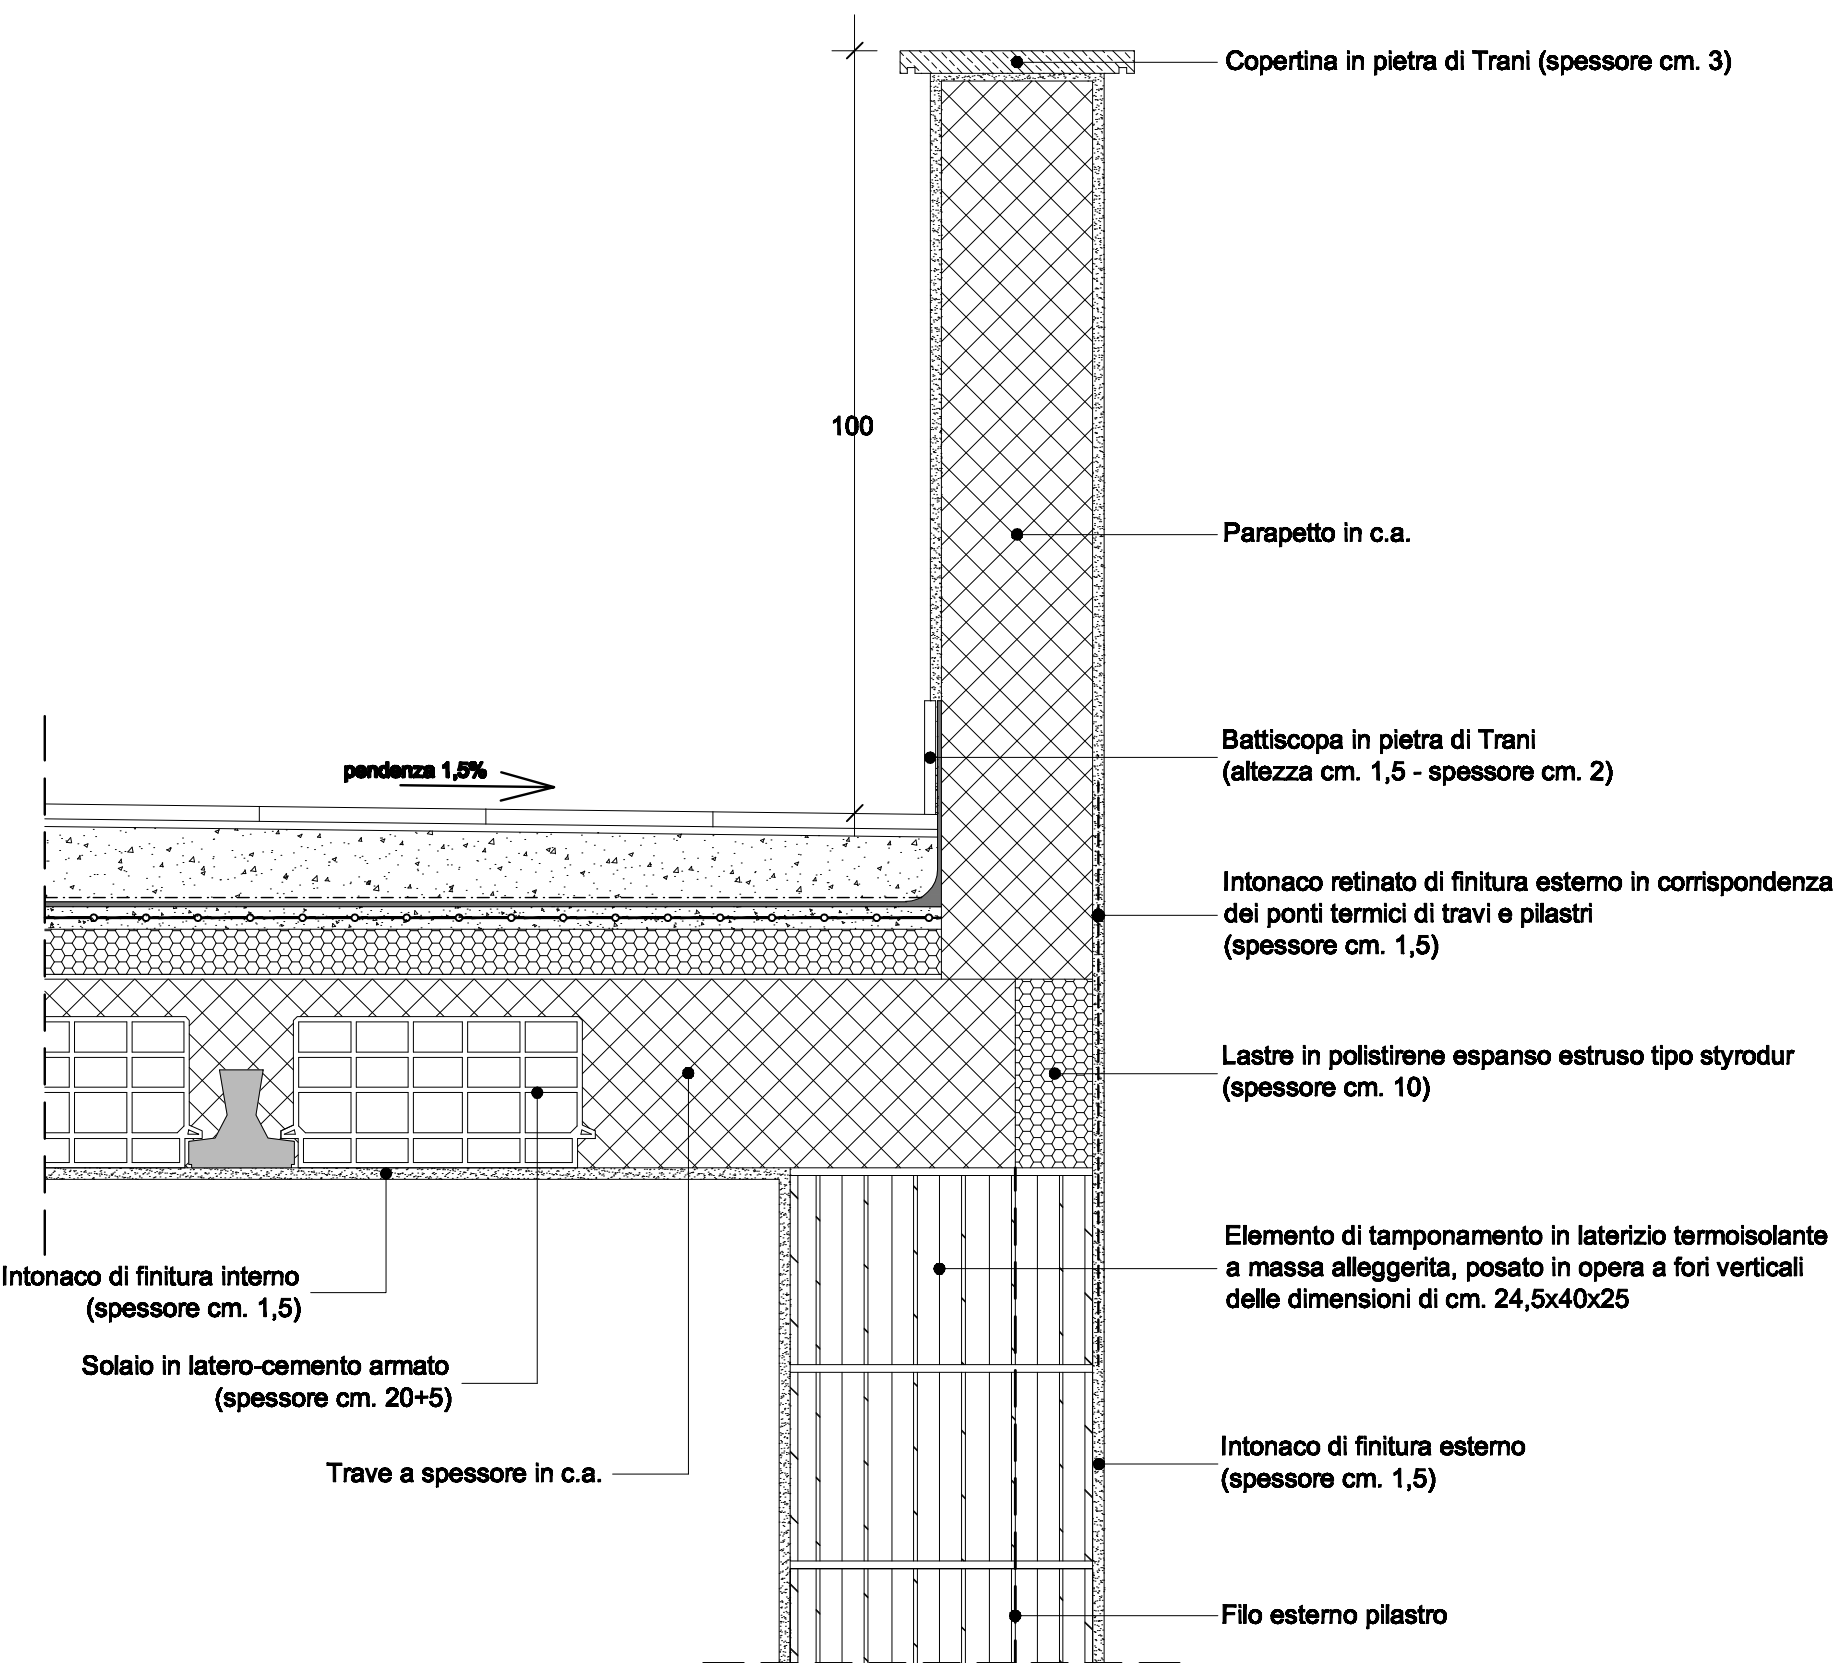 Copertina in pietra di Trani (spessore cm. 3)
100
Parapetto in c.a.
Battiscopa in pietra di Trani
(altezza cm. 1,5 - spessore cm. 2)
pendenza 1,5%
Intonaco retinato di finitura esterno in corrispondenza
dei ponti termici di travi e pilastri
(spessore cm. 1,5)
Lastre in polistirene espanso estruso tipo styrodur
(spessore cm. 10)
Elemento di tamponamento in laterizio termoisolante
a massa alleggerita, posato in opera a fori verticali
delle dimensioni di cm. 24,5x40x25
Intonaco di finitura interno
(spessore cm. 1,5)
Solaio in latero-cemento armato
(spessore cm. 20+5)
Trave a spessore in c.a.
Intonaco di finitura esterno
(spessore cm. 1,5)
Filo esterno pilastro